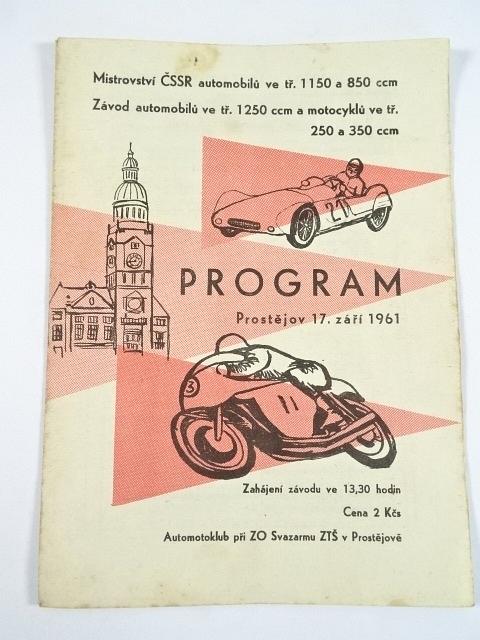 Mistrovství ČSSR automobilů ve tř. 1150 a 850 ccm
Závod automobilů ve tř. 1250 ccm a motocyklů ve tř.
250 a 350 ccm
21
PROGRAM
Prostějov 17. září 1961
3
11
Zahájení závodu ve 13,30 hodin
Cena 2 Kčs
Automotoklub při ZO Svazarmu ZTŠ v Prostějově